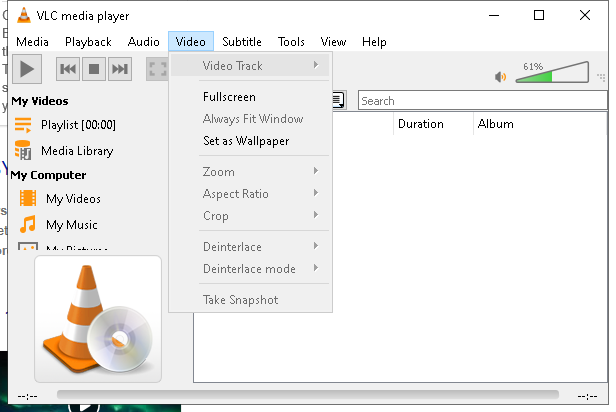 VLC media player
Media Playback Audio Video Subtitle Tools View Help
Video Track
61%
Fullscreen
My Videos
Search
Always Fit Window
Playlist [00:00]
Duration Album
Set as Wallpaper
Media Library
My Computer
Zoom
My Videos
Aspect Ratio
Crop
My Music
Deinterlace
My Pictures
Deinterlace mode
Take Snapshot
--:-- --:--